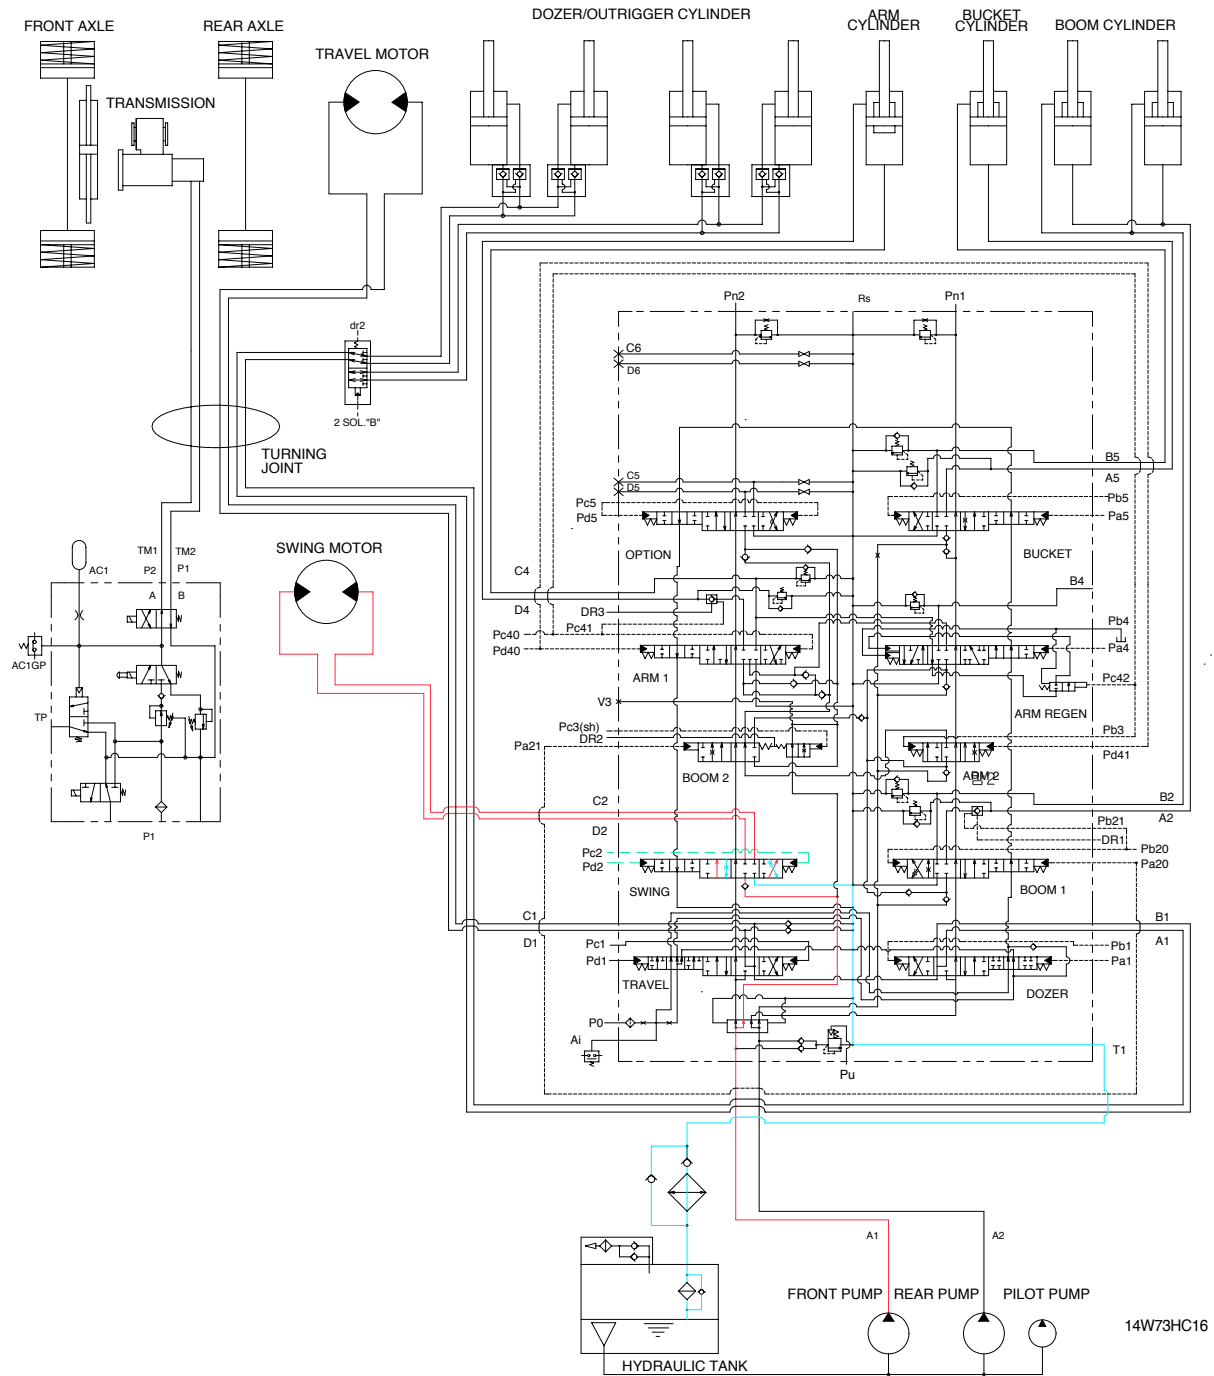 DOZER/OUTRIGGER CYLINDER
ARM
CYLINDER
BUCKET
CYLINDER
BOOM CYLINDER
FRONT AXLE
REAR AXLE
TRAVEL MOTOR
TRANSMISSION
Pn2
Rs
Pn1
dr2
C6
D6
2 SOL."B"
TURNING
JOINT
B5
A5
C5
D5
Pc5
Pd5
Pb5
Pa5
OPTION
BUCKET
SWING MOTOR
TM1
TM2
P2
P1
AC1
A
B
C4
D4
B4
DR3
Pc41
Pc40
Pd40
Pb4
Pa4
AC1GP
ARM 1
Pc42
ARM REGEN
V3
TP
Pc3(sh)
DR2
Pa21
Pb3
Pd41
BOOM 2
ARM 2
암2
C2
D2
B2
A2
Pb21
DR1
P1
Pc2
Pd2
Pb20
Pa20
SWING
BOOM 1
C1
D1
B1
A1
Pc1
Pd1
Pb1
Pa1
TRAVEL
DOZER
P0
Ai
T1
Pu
A1
A2
FRONT PUMP
REAR PUMP
PILOT PUMP
14W73HC16
HYDRAULIC TANK